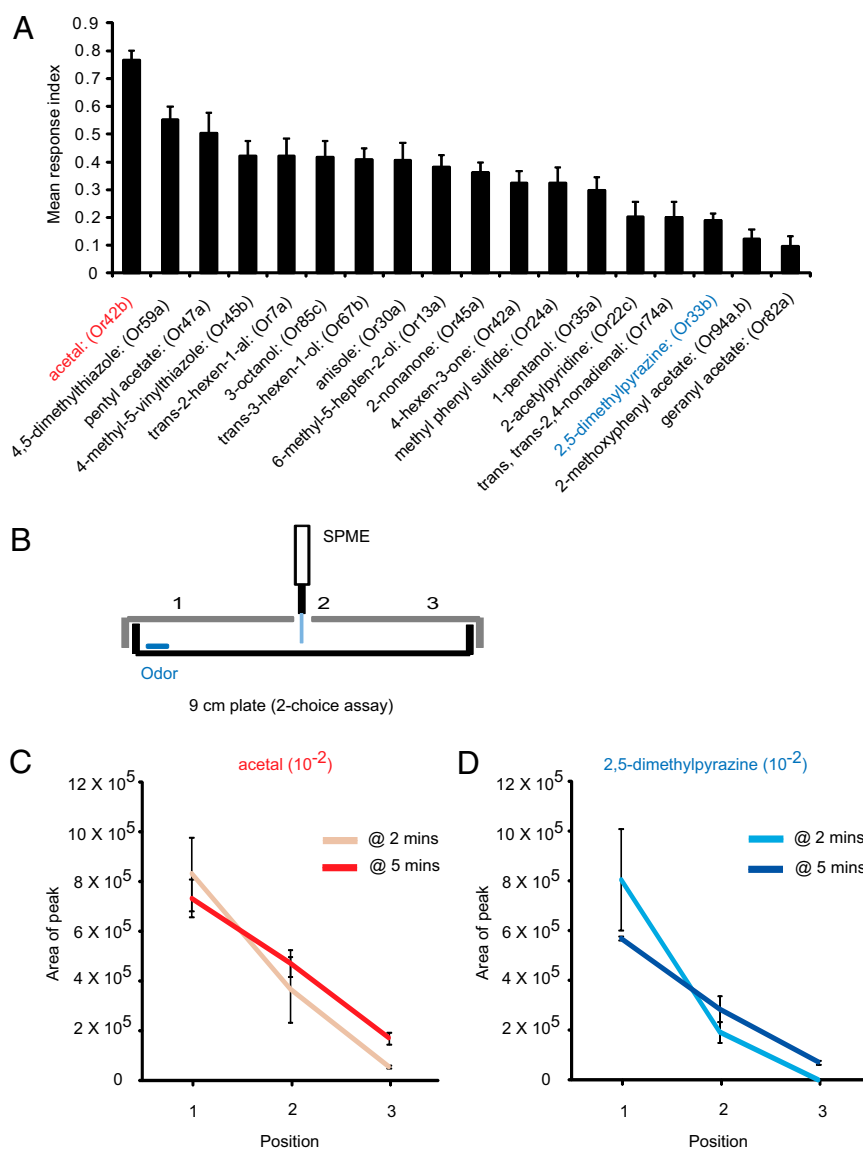 A
Mean response index
0.9
0.8
0.7
0.6
0.5
0.4
0.3
0.2
0.1
0
acetal: (Or42b)
4,5-dimethylthiazole: (Or59a)
pentyl acetate: (Or47a)
4-methyl-5-vinylthiazole: (Or45b)
trans-2-hexen-1-al: (Or7a)
3-octanol: (Or85c)
trans-3-hexen-1-ol: (Or67b)
anisole: (Or30a)
6-methyl-5-hepten-2-ol: (Or13a)
2-nonanone: (Or45a)
4-hexen-3-one: (Or42a)
methyl phenyl sulfide: (Or24a)
1-pentanol: (Or35a)
2-acetylpyridine: (Or22c)
trans, trans-2,4-nonadienal: (Or74a)
2,5-dimethylpyrazine: (Or33b)
2-methoxyphenyl acetate: (Or94a,b)
geranyl acetate: (Or82a)
B
SPME
1 2 3
Odor
9 cm plate (2-choice assay)
C
acetal (10⁻²)
Area of peak
12 X 10⁵
10 X 10⁵
8 X 10⁵
6 X 10⁵
4 X 10⁵
2 X 10⁵
0
@ 2 mins
@ 5 mins
1 2 3
Position
D
2,5-dimethylpyrazine (10⁻²)
Area of peak
12 X 10⁵
10 X 10⁵
8 X 10⁵
6 X 10⁵
4 X 10⁵
2 X 10⁵
0
@ 2 mins
@ 5 mins
1 2 3
Position